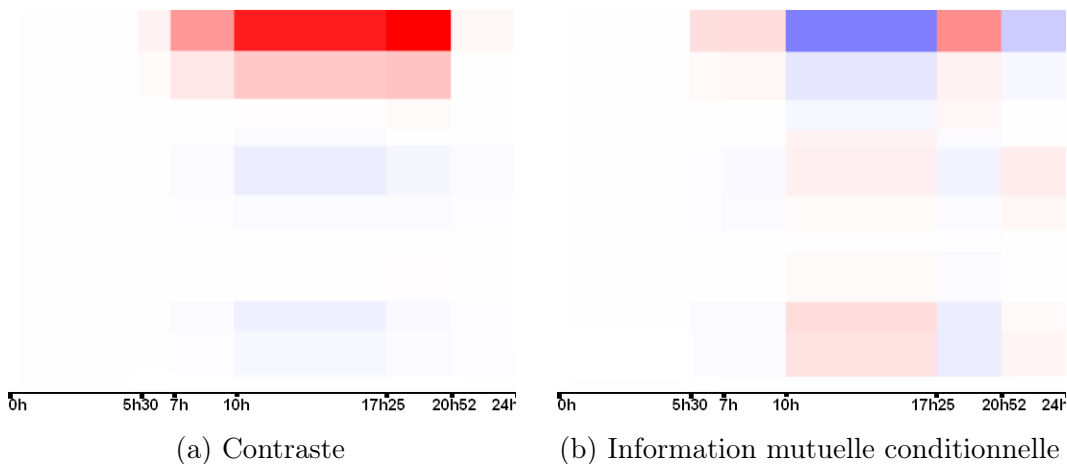 0h 5h30 7h 10h 17h25 20h52 24h
0h 5h30 7h 10h 17h25 20h52 24h
(a) Contraste
(b) Information mutuelle conditionnelle